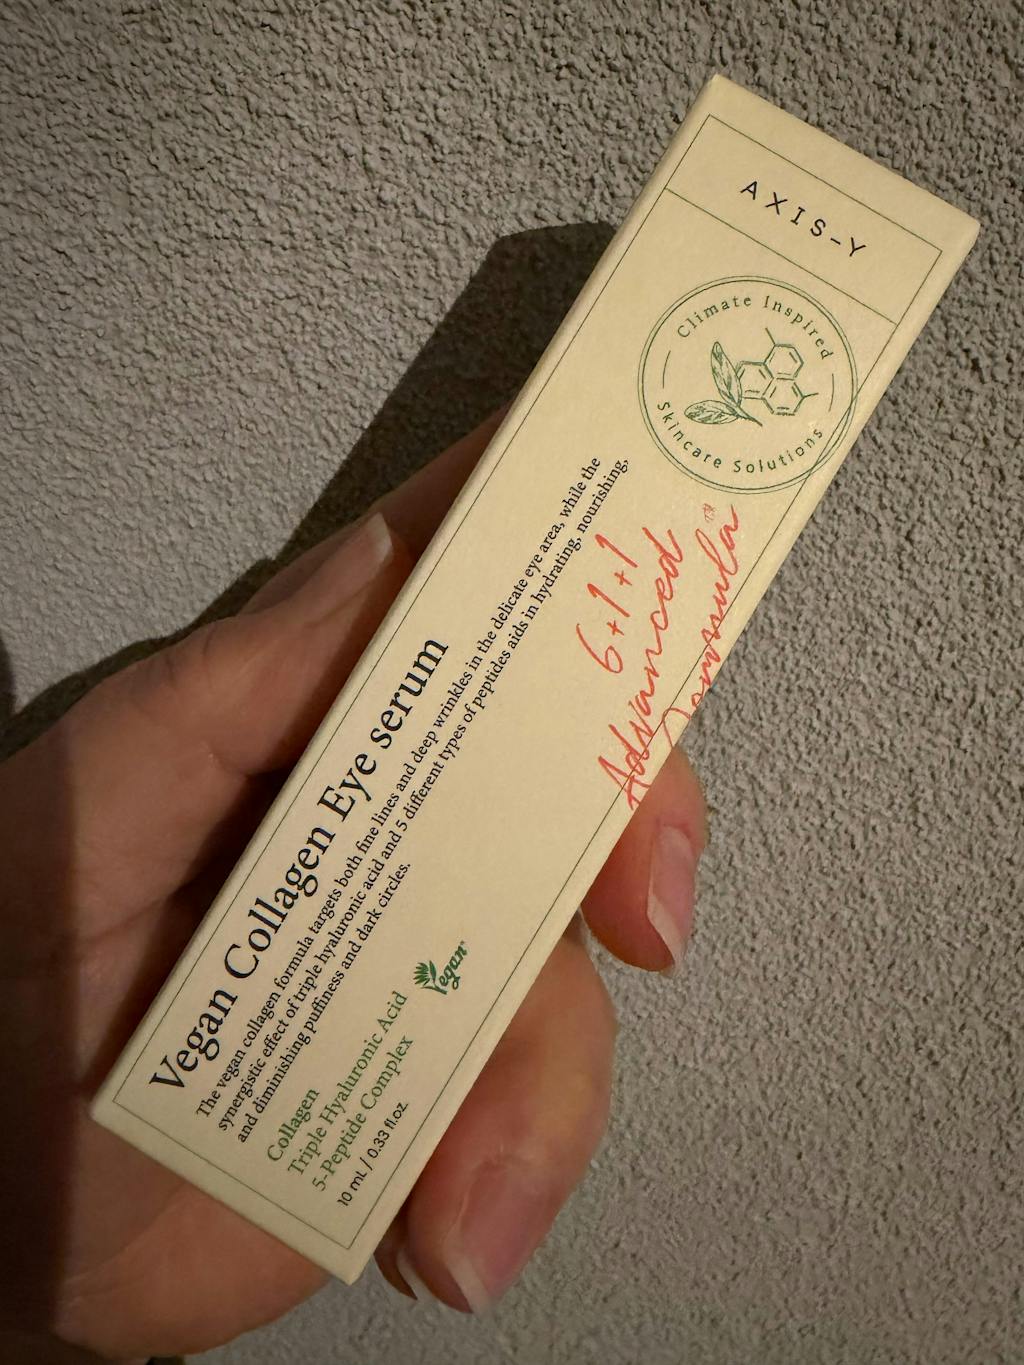 AXIS-Y
Climate Inspired
Skincare Solutions
6+1+1
Advanced
Formula™
Vegan Collagen Eye serum
The vegan collagen formula targets both fine lines and deep wrinkles in the delicate eye area, while the
synergistic effect of triple hyaluronic acid and 5 different types of peptides aids in hydrating, nourishing,
and diminishing puffiness and dark circles.
Collagen
Triple Hyaluronic Acid
5-Peptide Complex
Vegan®
10 mL / 0.33 fl.oz.